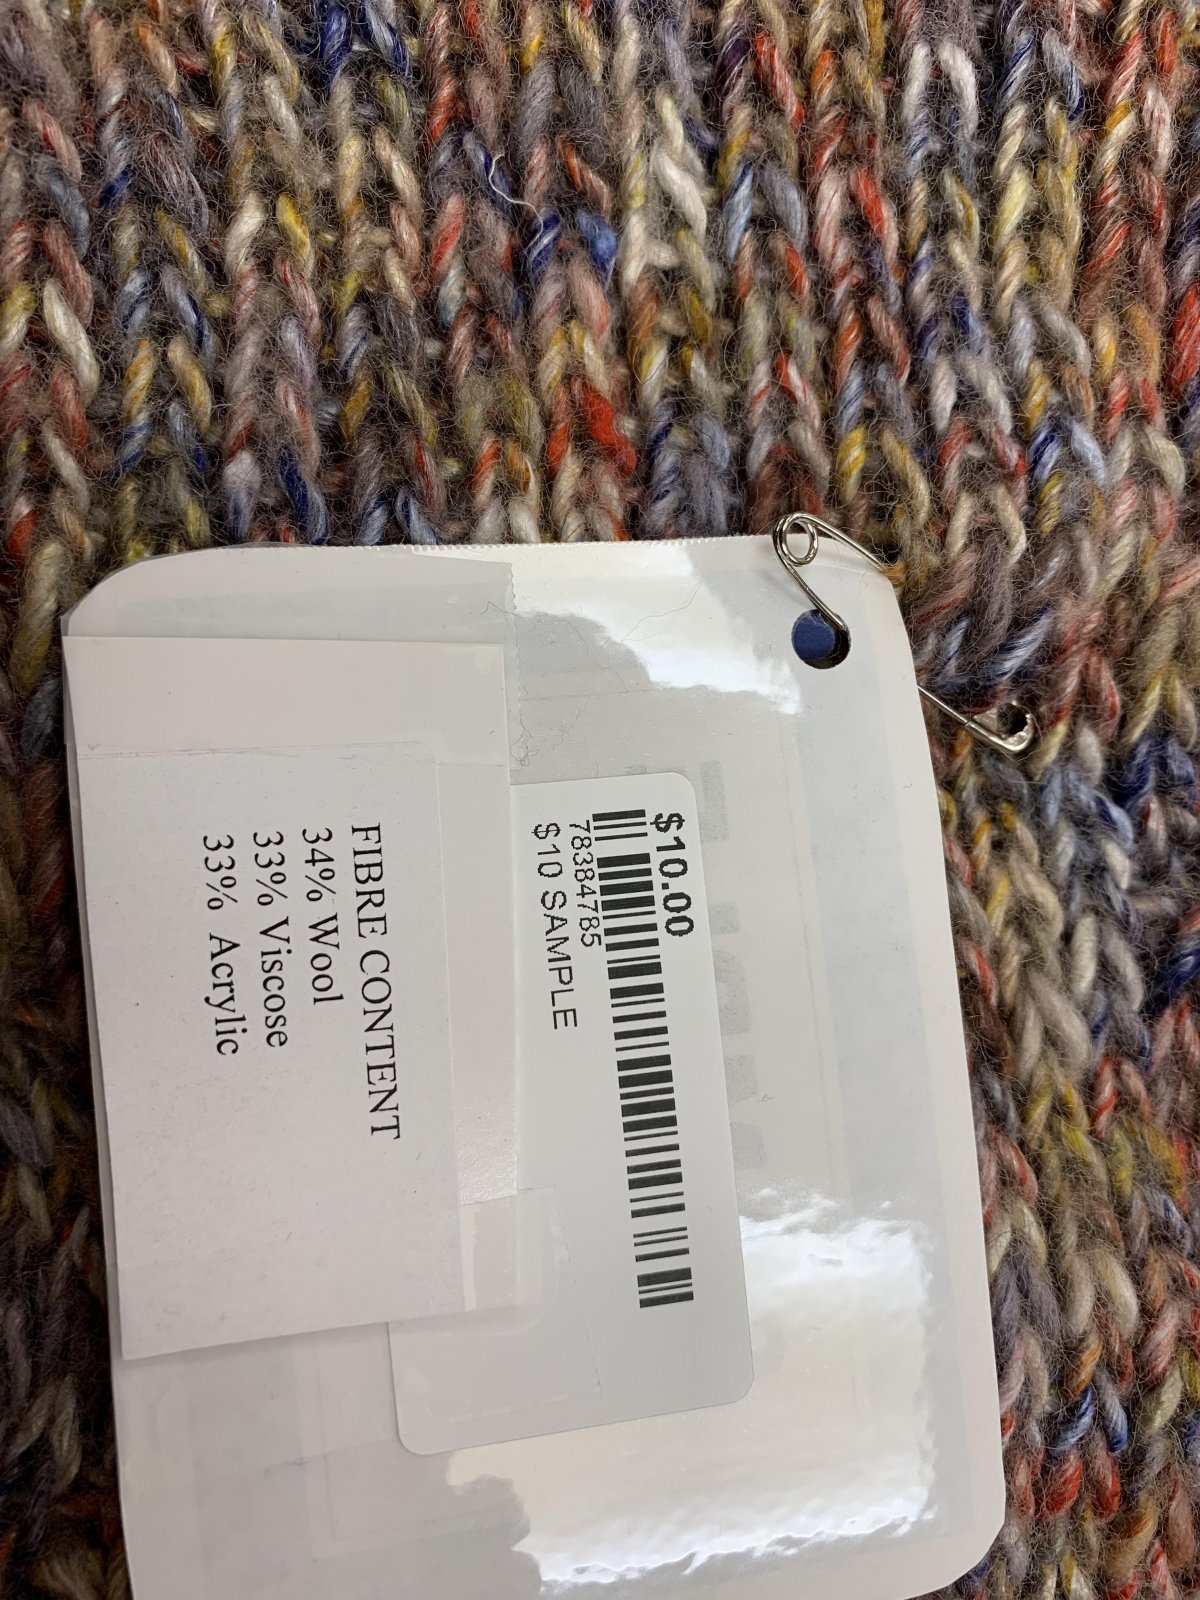 $10.00
78384785
$10 SAMPLE
FIBRE CONTENT
34% Wool
33% Viscose
33% Acrylic